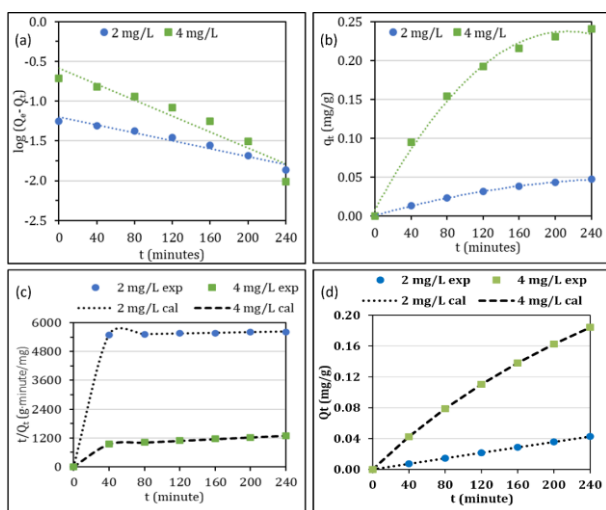 (a)
2 mg/L 4 mg/L
0.0
-0.5
-1.0
-1.5
-2.0
-2.5
log (Qe- Qt)
0 40 80 120 160 200 240
t (minutes)
(b)
2 mg/L 4 mg/L
0.25
0.20
0.15
0.10
0.05
0.00
qt (mg/g)
0 40 80 120 160 200 240
t (minutes)
(c)
2 mg/L exp 4 mg/L exp
2 mg/L cal 4 mg/L cal
6000
4800
3600
2400
1200
0
t/Qt (g·minute/mg)
0 40 80 120 160 200 240
t (minute)
(d)
2 mg/L exp 4 mg/L exp
2 mg/L cal 4 mg/L cal
0.20
0.16
0.12
0.08
0.04
0.00
Qt (mg/g)
0 40 80 120 160 200 240
t (minute)